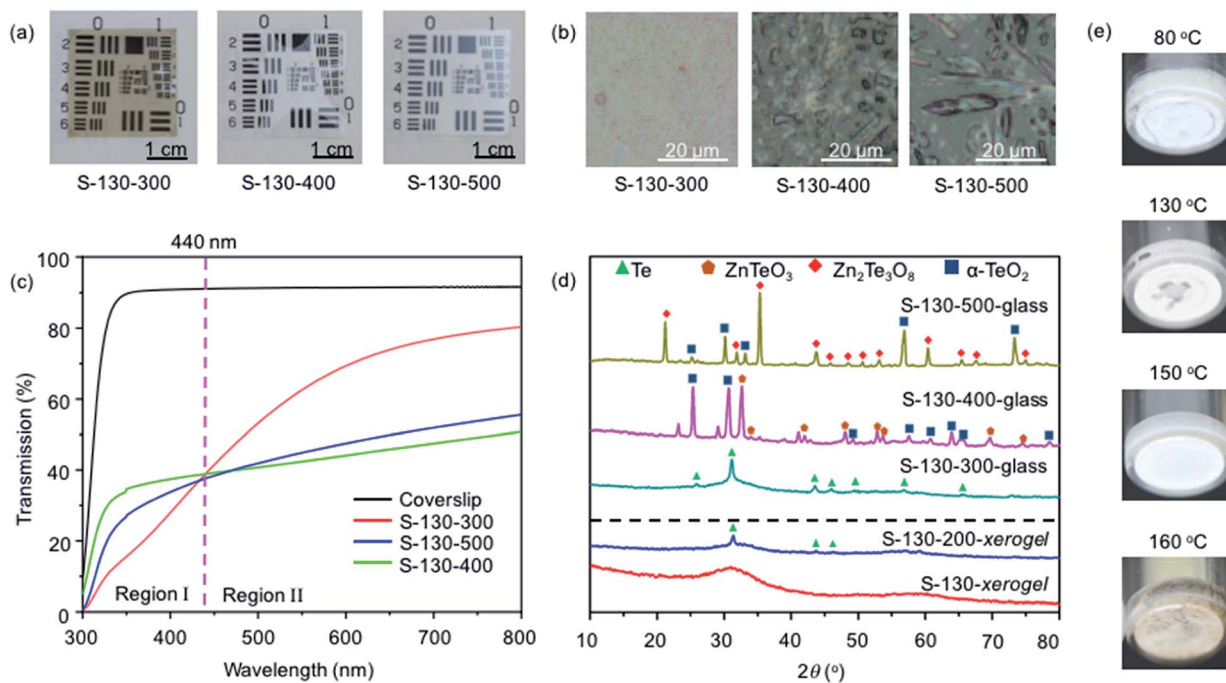 (a)
0 1
2
3
4
5
6
0
1
1 cm
S-130-300
0 1
2
3
4
5
6
0
1
1 cm
S-130-400
0 1
2
3
4
5
6
0
1
1 cm
S-130-500
(b)
20 μm
S-130-300
20 μm
S-130-400
20 μm
S-130-500
(c)
440 nm
Transmission (%)
100
80
60
40
20
0
Coverslip
S-130-300
S-130-500
S-130-400
Region I
Region II
300 400 500 600 700 800
Wavelength (nm)
(d)
Te ZnTeO₃ Zn₂Te₃O₈ α-TeO₂
S-130-500-glass
S-130-400-glass
S-130-300-glass
S-130-200-xerogel
S-130-xerogel
10 20 30 40 50 60 70 80
2θ (°)
(e)
80 °C
130 °C
150 °C
160 °C